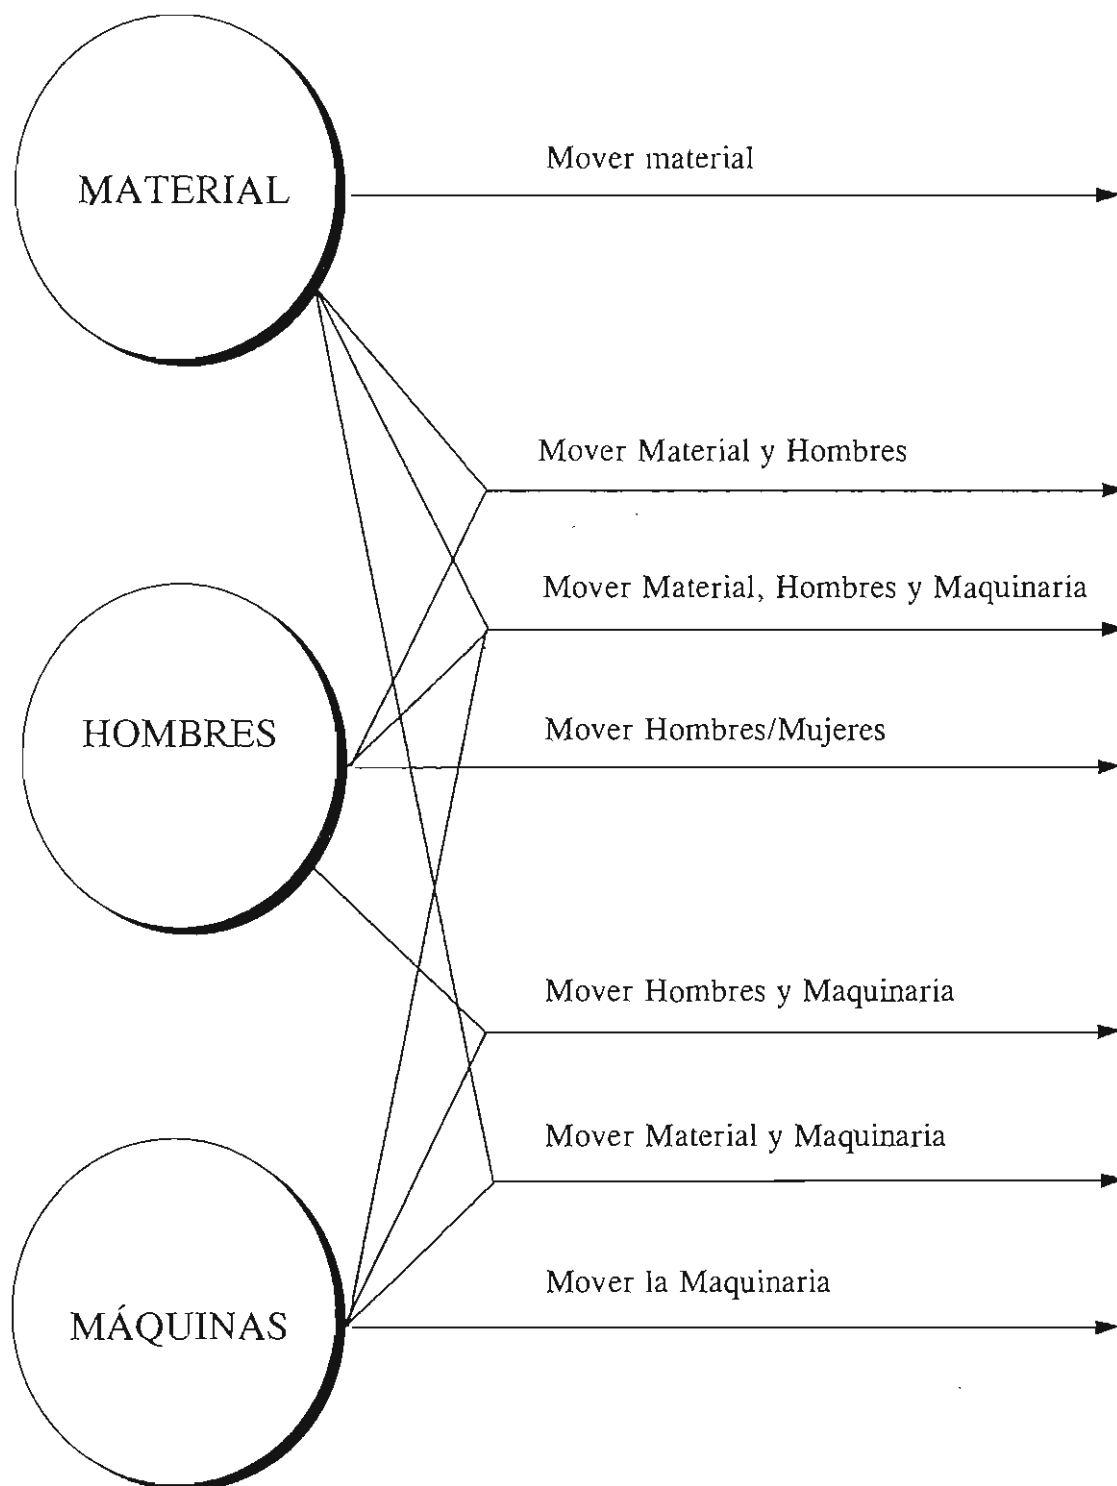 Mover material
MATERIAL
Mover Material y Hombres
Mover Material, Hombres y Maquinaria
HOMBRES
Mover Hombres/Mujeres
Mover Hombres y Maquinaria
Mover Material y Maquinaria
Mover la Maquinaria
MÁQUINAS